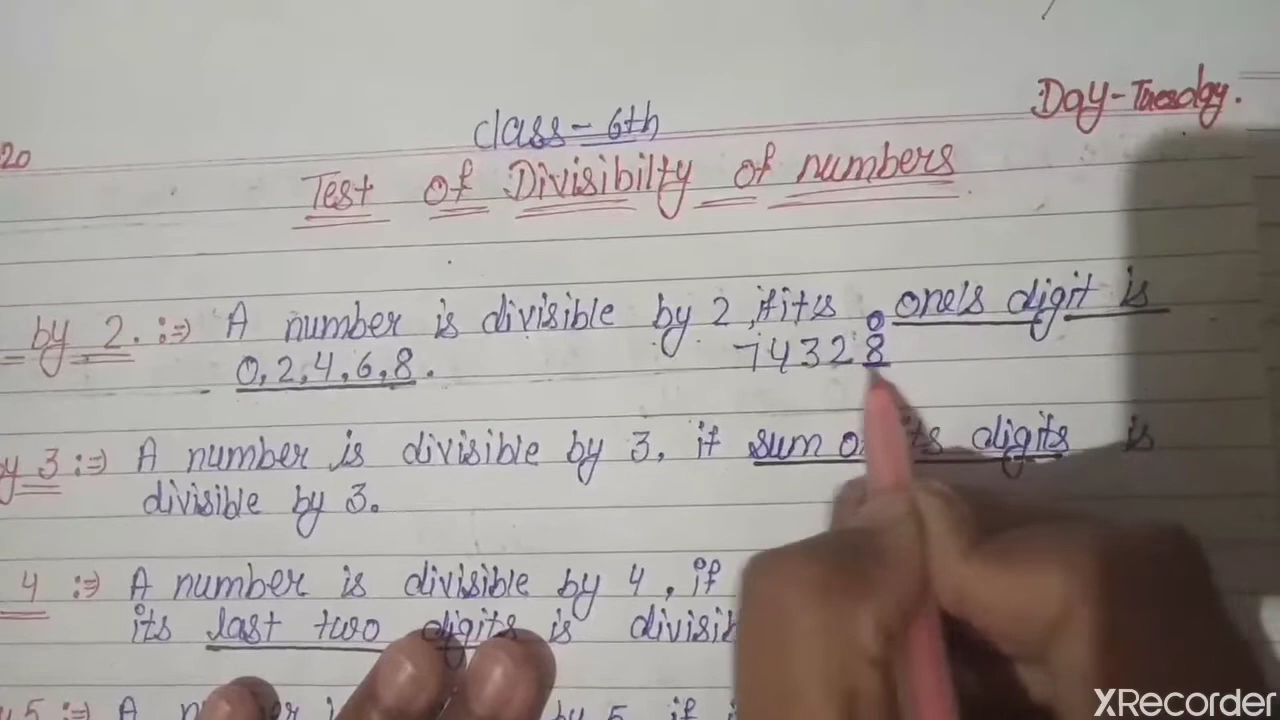 Day-Tuesday.
20
Class-6th
Test of Divisibilty of numbers
by 2. :⇒ A number is divisible by 2, if its one's digit is
0, 2, 4, 6, 8.
74328
by 3 :⇒ A number is divisible by 3, if sum of its digits is
divisible by 3.
4 :⇒ A number is divisible by 4, if
its last two digits is
5 :⇒ A by 5 if
XRecorder